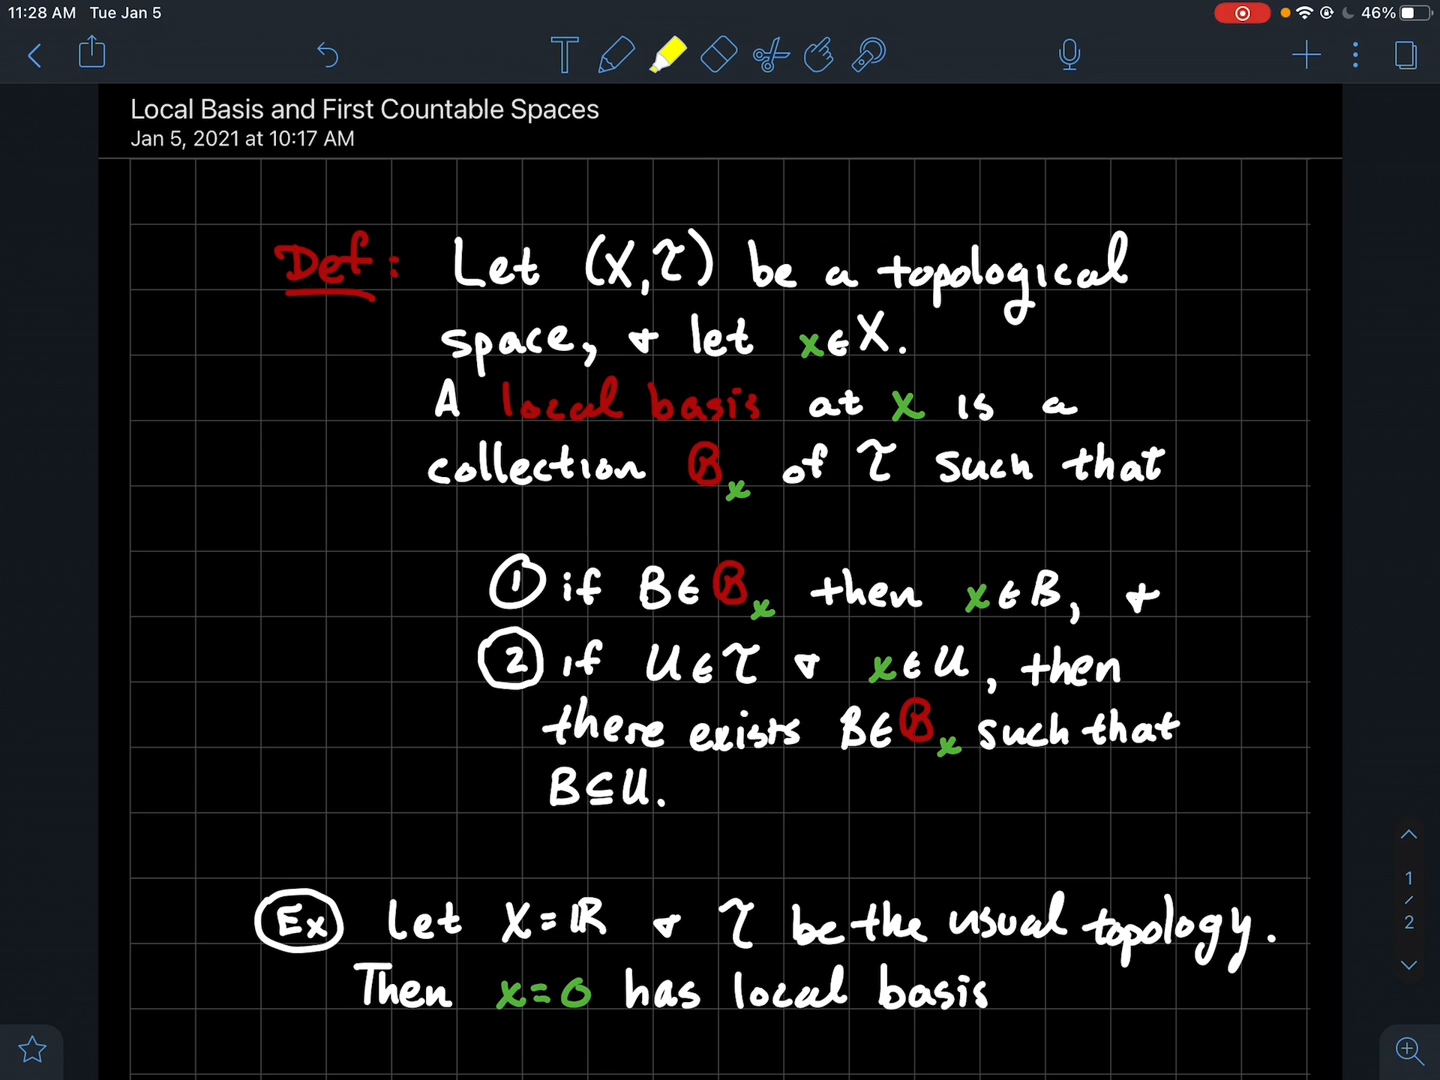 11:28 AM Tue Jan 5
46%
Local Basis and First Countable Spaces
Jan 5, 2021 at 10:17 AM
Def: Let (X,τ) be a topological
space, & let x∈X.
A local basis at x is a
collection 𝓑ₓ of τ such that
① if B∈𝓑ₓ then x∈B, &
② if U∈τ & x∈U, then
there exists B∈𝓑ₓ such that
B⊆U.
Ex Let X=ℝ & τ be the usual topology.
Then x=0 has local basis
1
/
2